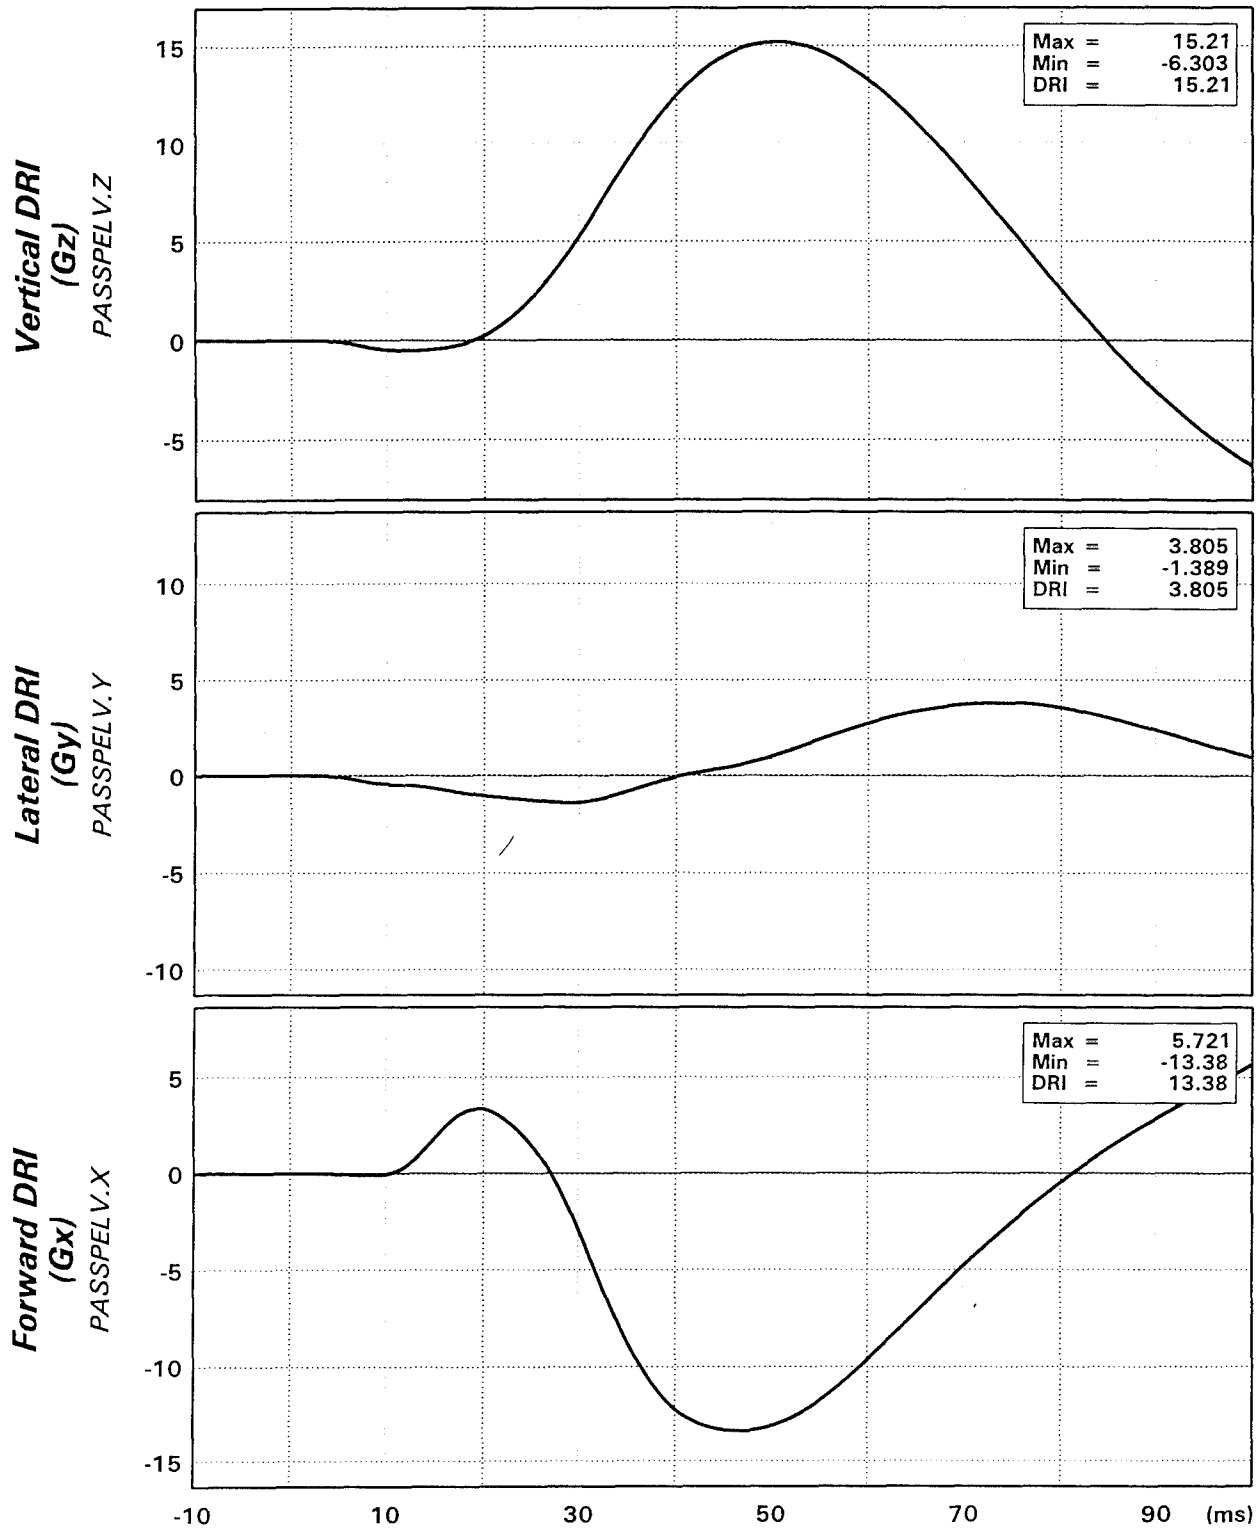 Vertical DRI
(Gz)
PASSPELV.Z
15
10
5
0
-5
Max = 15.21
Min = -6.303
DRI = 15.21
Lateral DRI
(Gy)
PASSPELV.Y
10
5
0
-5
-10
Max = 3.805
Min = -1.389
DRI = 3.805
Forward DRI
(Gx)
PASSPELV.X
5
0
-5
-10
-15
Max = 5.721
Min = -13.38
DRI = 13.38
-10 10 30 50 70 90 (ms)